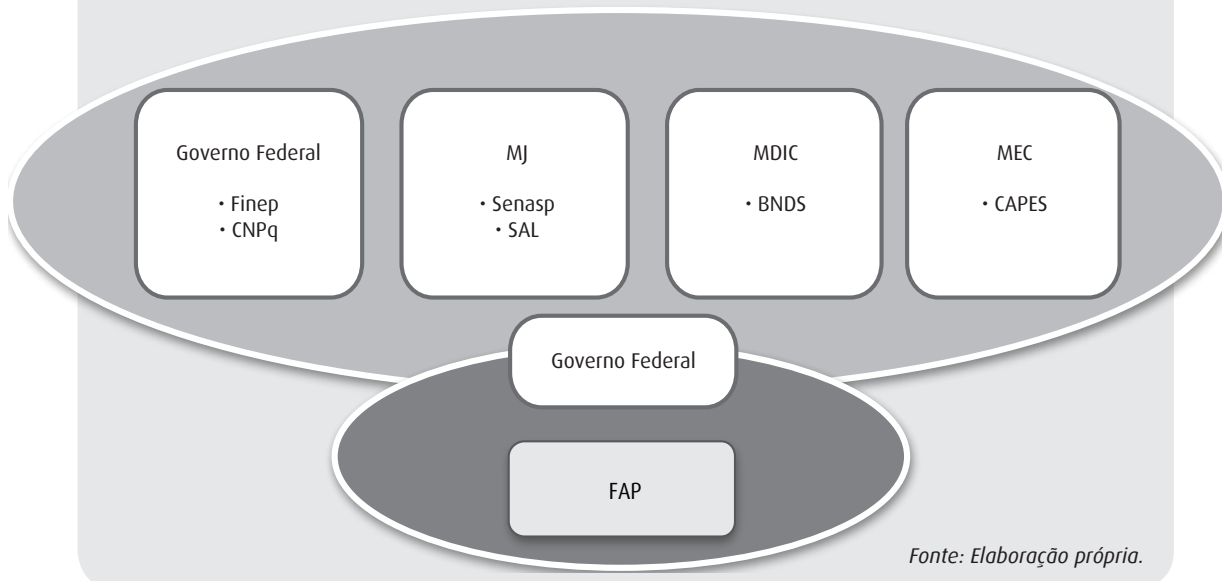 Governo Federal
• Finep
• CNPq
MJ
• Senasp
• SAL
MDIC
• BNDS
MEC
• CAPES
Governo Federal
FAP
Fonte: Elaboração própria.